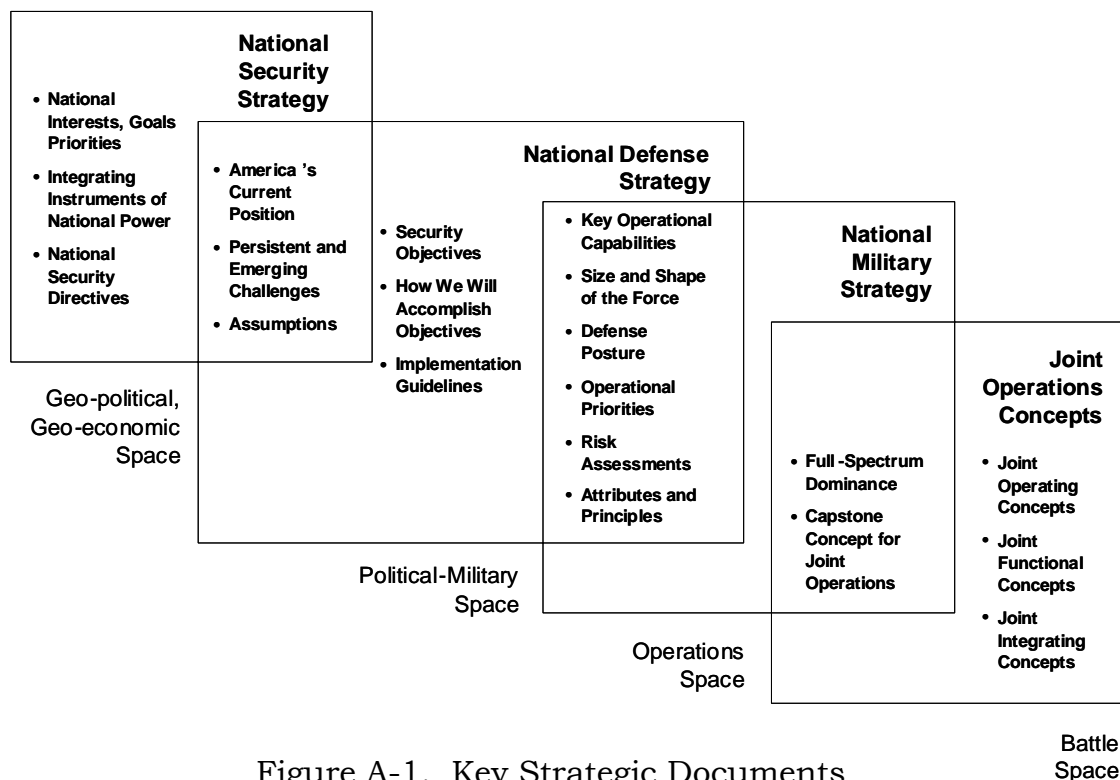 National
Security
Strategy
• National
Interests, Goals
Priorities
• Integrating
Instruments of
National Power
• National
Security
Directives
Geo-political,
Geo-economic
Space
National Defense
Strategy
• America 's
Current
Position
• Persistent and
Emerging
Challenges
• Assumptions
• Security
Objectives
• How We Will
Accomplish
Objectives
• Implementation
Guidelines
Political-Military
Space
National
Military
Strategy
• Key Operational
Capabilities
• Size and Shape
of the Force
• Defense
Posture
• Operational
Priorities
• Risk
Assessments
• Attributes and
Principles
Operations
Space
Joint
Operations
Concepts
• Full -Spectrum
Dominance
• Capstone
Concept for
Joint
Operations
• Joint
Operating
Concepts
• Joint
Functional
Concepts
• Joint
Integrating
Concepts
Battle
Space
Figure A-1. Key Strategic Documents